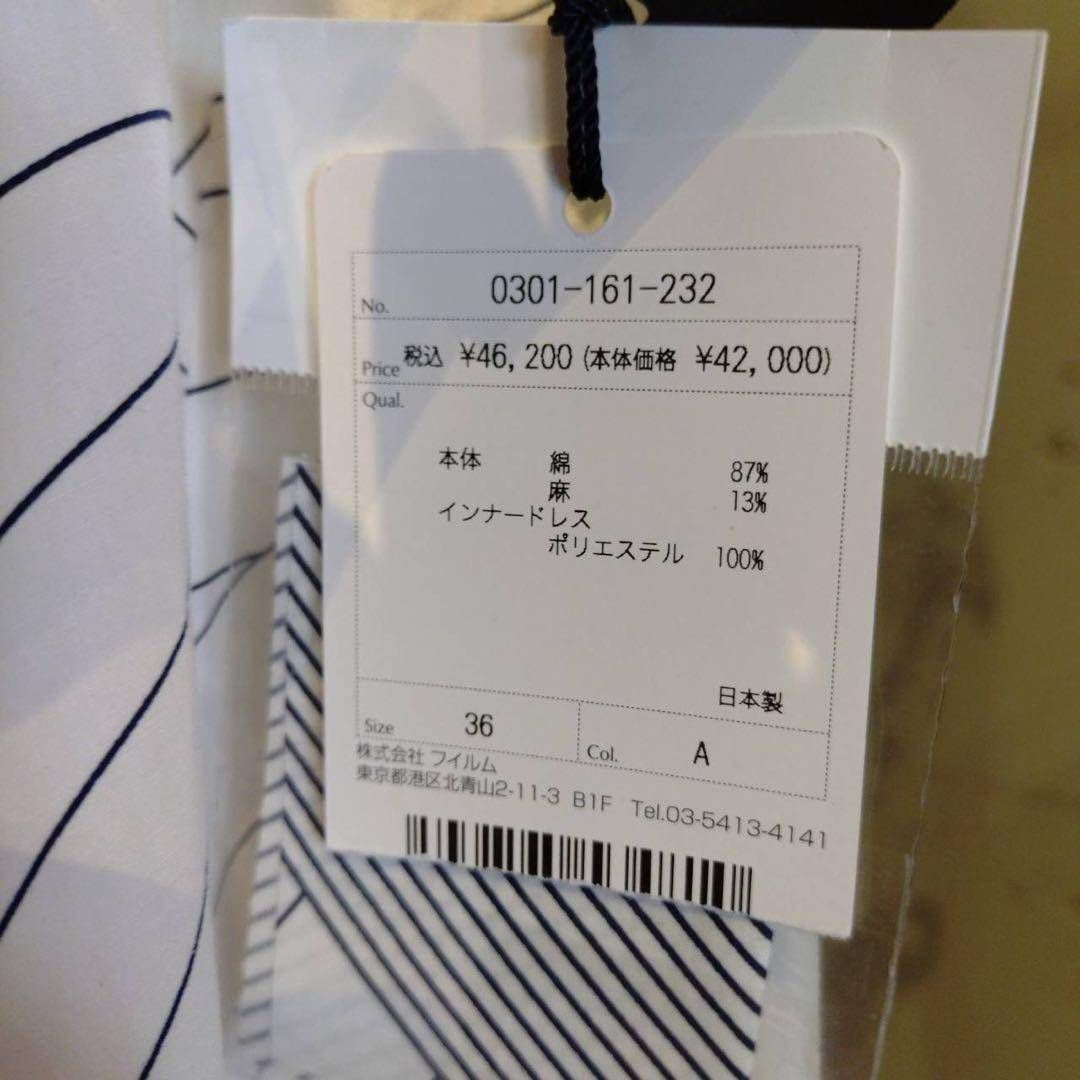 No. 0301-161-232
Price 税込 ¥46,200 (本体価格 ¥42,000)
Qual.
本体 綿 87%
麻 13%
インナードレス
ポリエステル 100%
日本製
Size 36 Col. A
株式会社 フイルム
東京都港区北青山2-11-3 B1F Tel.03-5413-4141